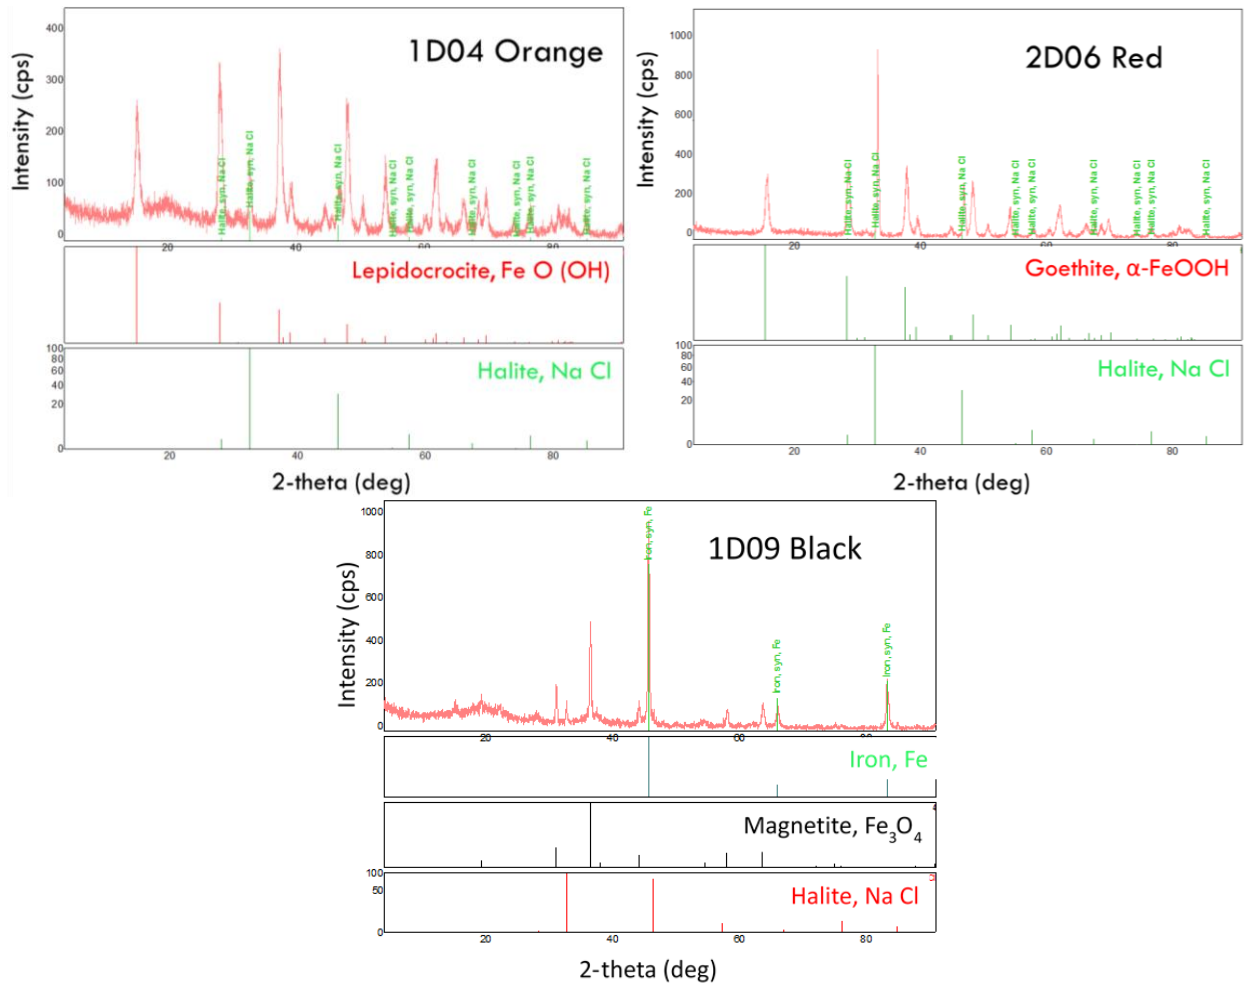 1D04 Orange
Intensity (cps)
400
300
200
100
0
Halite, syn, Na Cl
Halite, syn, Na Cl
Halite, syn, Na Cl
Halite, syn, Na Cl
Halite, syn, Na Cl
Halite, syn, Na Cl
Halite, syn, Na Cl
Halite, syn, Na Cl
Halite, syn, Na Cl
20 40 60 80
Lepidocrocite, Fe O (OH)
Halite, Na Cl
100
80
60
40
20
0
0 20 40 60 80
2-theta (deg)
2D06 Red
Intensity (cps)
1000
800
600
400
200
0
Halite, syn, Na Cl
Halite, syn, Na Cl
Halite, syn, Na Cl
Halite, syn, Na Cl
Halite, syn, Na Cl
Halite, syn, Na Cl
Halite, syn, Na Cl
Halite, syn, Na Cl
Halite, syn, Na Cl
20 40 60 80
Goethite, α-FeOOH
Halite, Na Cl
100
80
60
40
20
0
20 40 60 80
2-theta (deg)
1D09 Black
Intensity (cps)
1000
800
600
400
200
0
Iron, syn, Fe
Iron, syn, Fe
Iron, syn, Fe
20 40 60 80
Iron, Fe
Magnetite, Fe₃O₄
Halite, Na Cl
100
50
0
20 40 60 80
2-theta (deg)